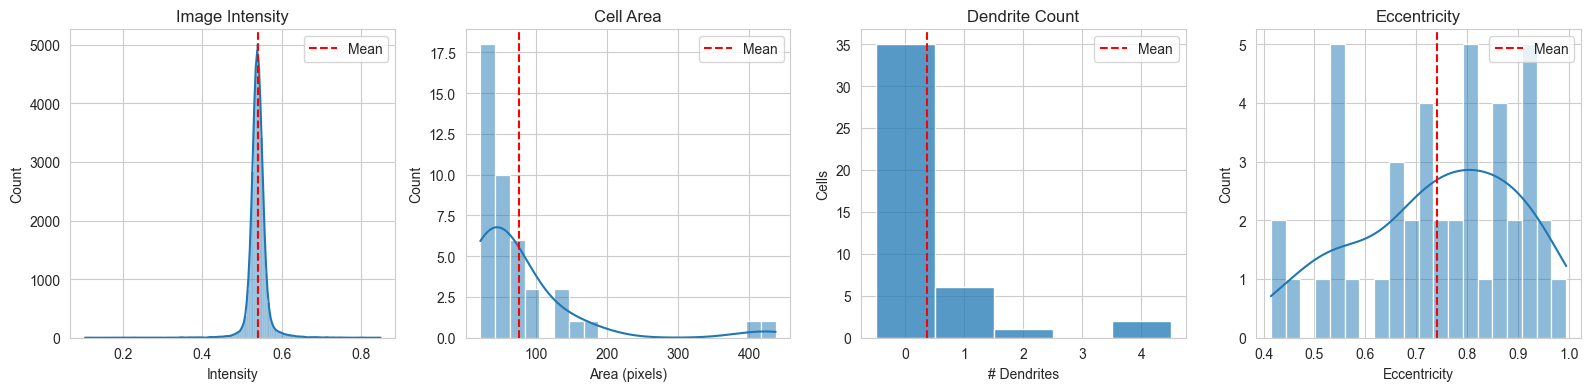 Image Intensity
Mean
5000
4000
3000
2000
1000
0
Count
0.2 0.4 0.6 0.8
Intensity
Cell Area
Mean
17.5
15.0
12.5
10.0
7.5
5.0
2.5
0.0
Count
100 200 300 400
Area (pixels)
Dendrite Count
Mean
35
30
25
20
15
10
5
0
Cells
0 1 2 3 4
# Dendrites
Eccentricity
Mean
5
4
3
2
1
0
Count
0.4 0.5 0.6 0.7 0.8 0.9 1.0
Eccentricity